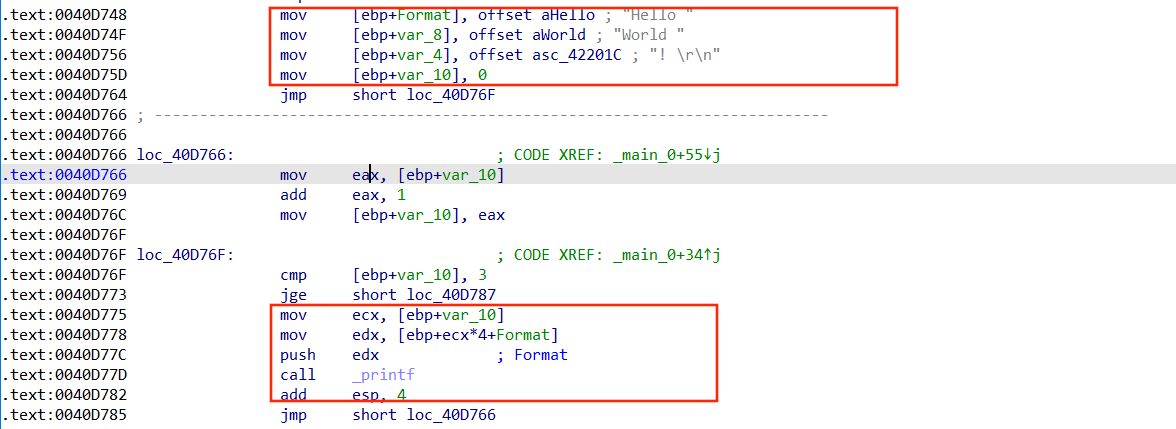 .text:0040D748 mov [ebp+Format], offset aHello ; "Hello "
.text:0040D74F mov [ebp+var_8], offset aWorld ; "World "
.text:0040D756 mov [ebp+var_4], offset asc_42201C ; "! \r\n"
.text:0040D75D mov [ebp+var_10], 0
.text:0040D764 jmp short loc_40D76F
.text:0040D766 ; ---------------------------------------------------------------------------
.text:0040D766
.text:0040D766 loc_40D766: ; CODE XREF: _main_0+55↓j
.text:0040D766 mov eax, [ebp+var_10]
.text:0040D769 add eax, 1
.text:0040D76C mov [ebp+var_10], eax
.text:0040D76F
.text:0040D76F loc_40D76F: ; CODE XREF: _main_0+34↑j
.text:0040D76F cmp [ebp+var_10], 3
.text:0040D773 jge short loc_40D787
.text:0040D775 mov ecx, [ebp+var_10]
.text:0040D778 mov edx, [ebp+ecx*4+Format]
.text:0040D77C push edx ; Format
.text:0040D77D call _printf
.text:0040D782 add esp, 4
.text:0040D785 jmp short loc_40D766